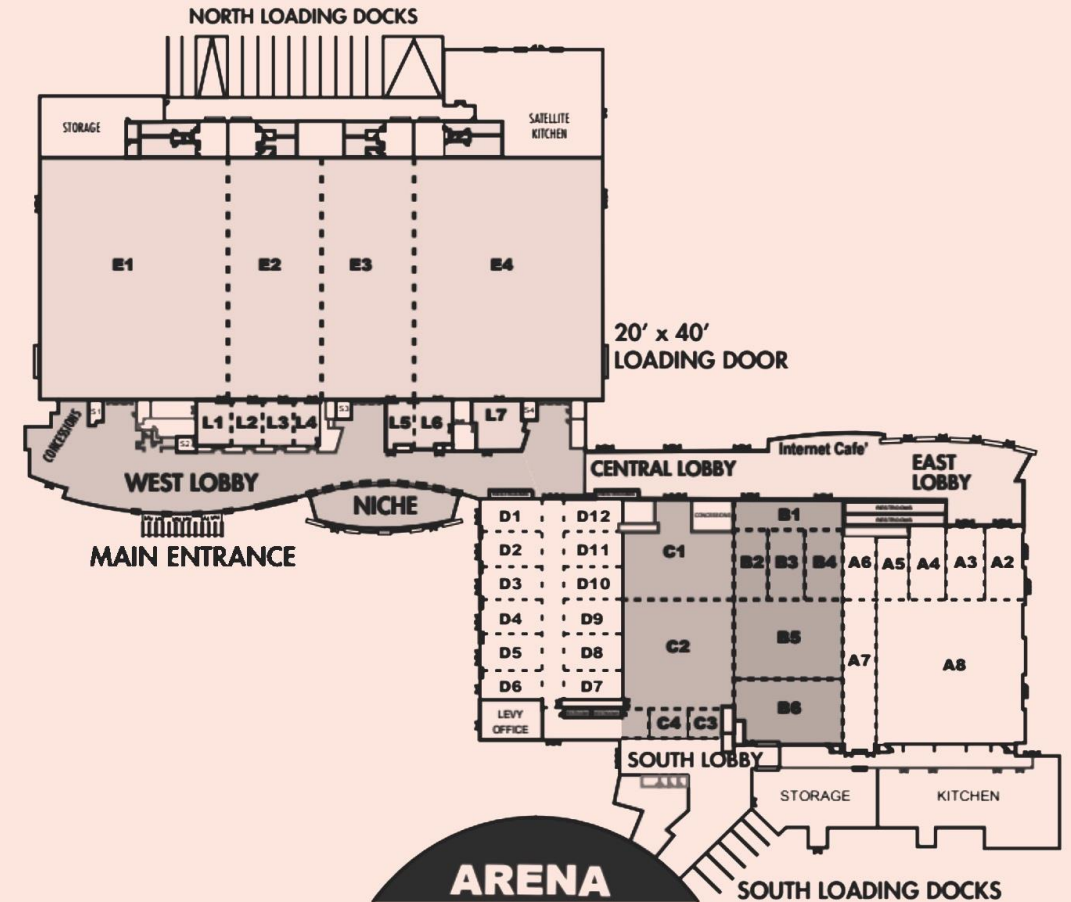 NORTH LOADING DOCKS
STORAGE
SATELLITE
KITCHEN
E1
E2
E3
E4
20' x 40'
LOADING DOOR
CONCESSIONS
S1
S2
S3
S4
L1
L2
L3
L4
L5
L6
L7
WEST LOBBY
NICHE
MAIN ENTRANCE
CENTRAL LOBBY
Internet Cafe'
EAST
LOBBY
RESTROOMS
RESTROOMS
CONCESSIONS
D1
D12
D2
D11
D3
D10
D4
D9
D5
D8
D6
D7
LEVY
OFFICE
C1
C2
C4
C3
B1
B2
B3
B4
B5
B6
A6
A5
A4
A3
A2
A7
A8
SOUTH LOBBY
STORAGE
KITCHEN
SOUTH LOADING DOCKS
ARENA